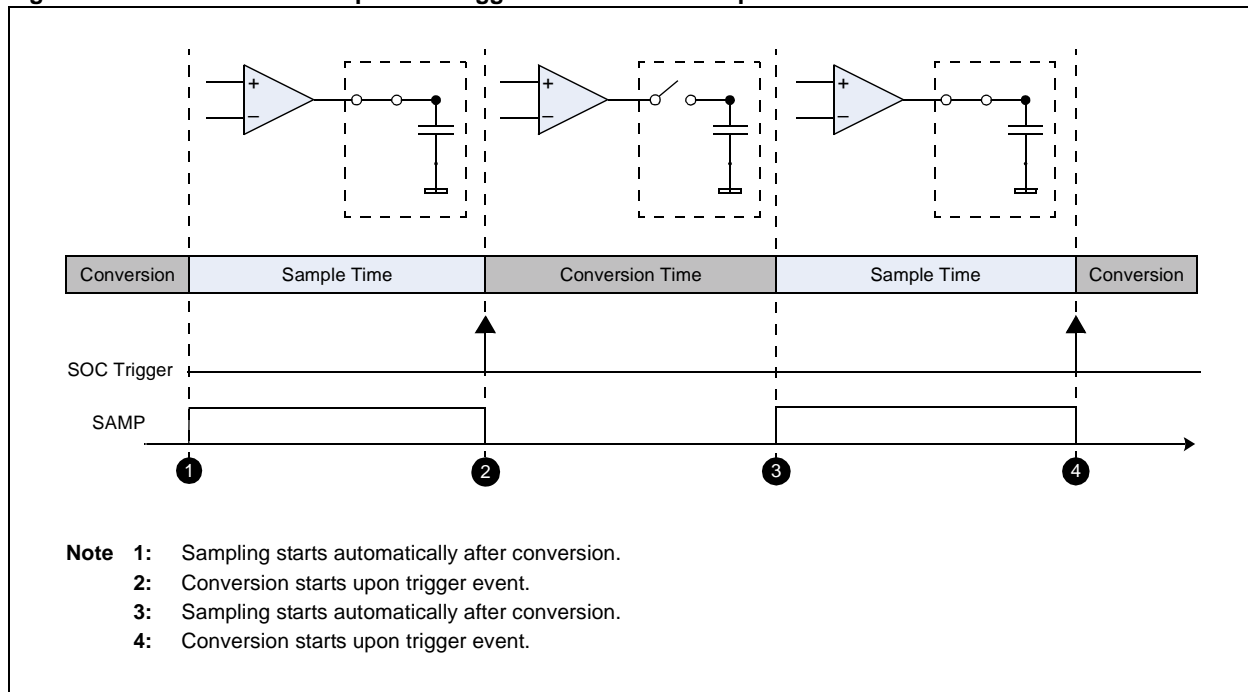 +
−
+
−
+
−
Conversion Sample Time Conversion Time Sample Time Conversion
SOC Trigger
SAMP
1 2 3 4
Note 1: Sampling starts automatically after conversion.
2: Conversion starts upon trigger event.
3: Sampling starts automatically after conversion.
4: Conversion starts upon trigger event.